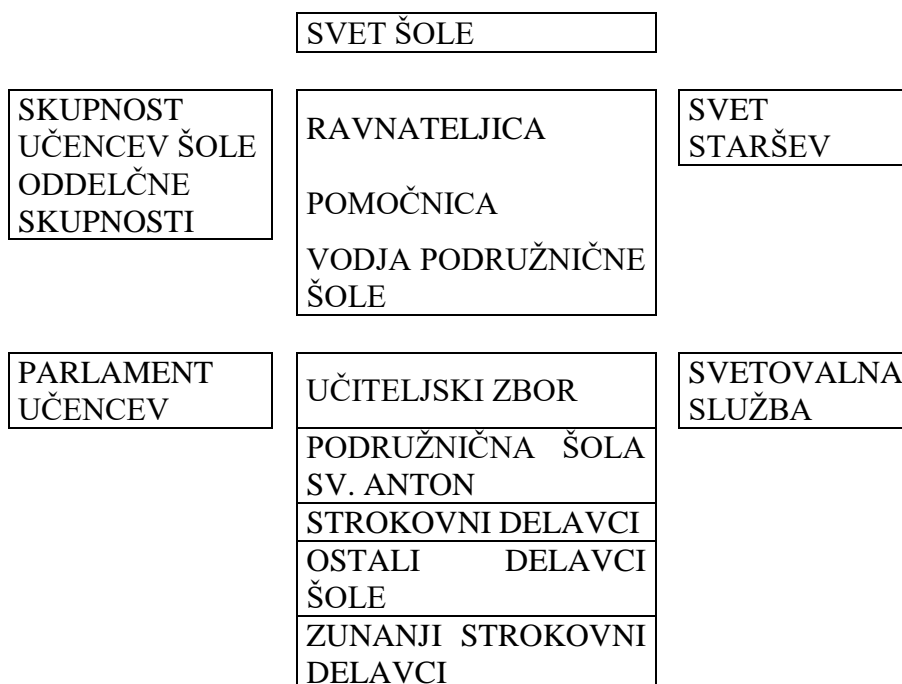 SVET ŠOLE
SKUPNOST
UČENCEV ŠOLE
ODDELČNE
SKUPNOSTI
RAVNATELJICA
POMOČNICA
VODJA PODRUŽNIČNE
ŠOLE
SVET
STARŠEV
PARLAMENT
UČENCEV
UČITELJSKI ZBOR
PODRUŽNIČNA ŠOLA
SV. ANTON
STROKOVNI DELAVCI
OSTALI DELAVCI
ŠOLE
ZUNANJI STROKOVNI
DELAVCI
SVETOVALNA
SLUŽBA